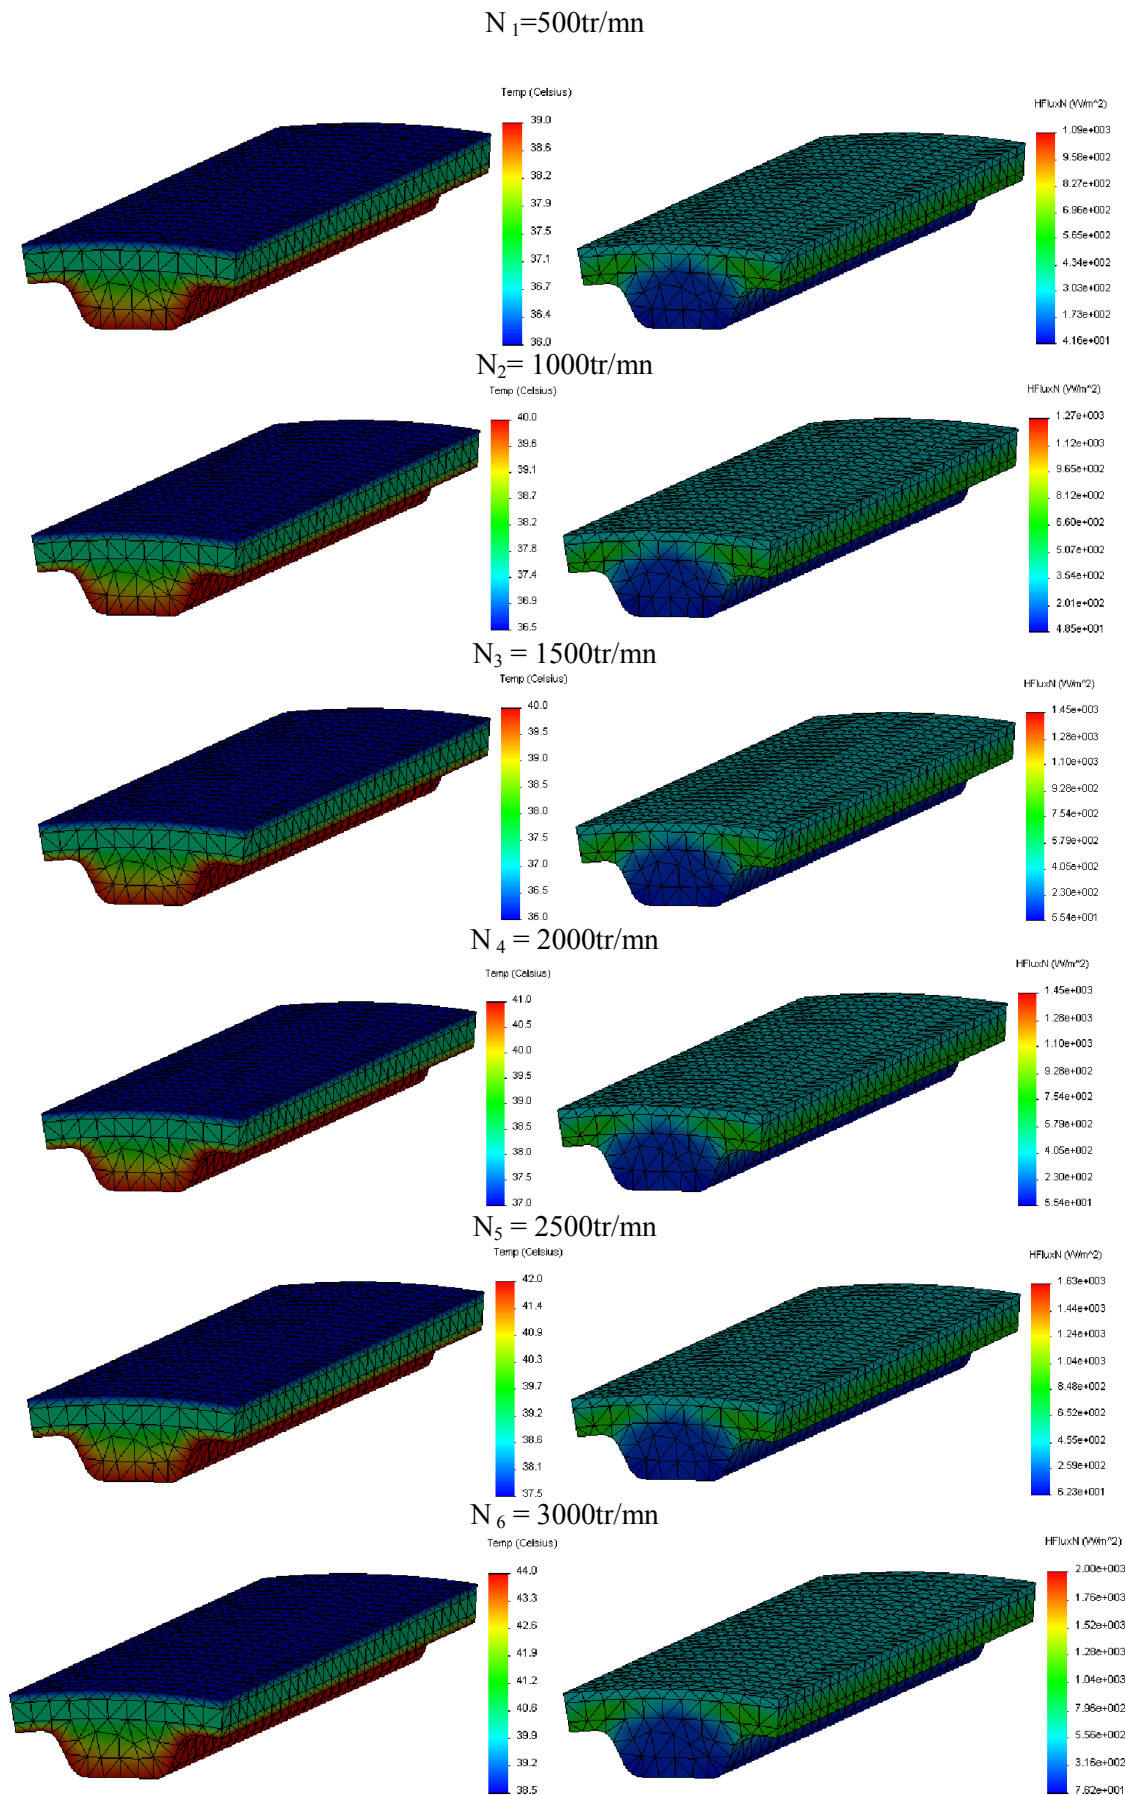 N 1=500tr/mn
Temp (Celsius)
39.0
38.6
38.2
37.9
37.5
37.1
36.7
36.4
36.0
HFluxN (W/m^2)
1.09e+003
9.58e+002
8.27e+002
6.96e+002
5.65e+002
4.34e+002
3.03e+002
1.73e+002
4.16e+001
N2= 1000tr/mn
Temp (Celsius)
40.0
39.6
39.1
38.7
38.2
37.8
37.4
36.9
36.5
HFluxN (W/m^2)
1.27e+003
1.12e+003
9.65e+002
8.12e+002
6.60e+002
5.07e+002
3.54e+002
2.01e+002
4.85e+001
N3 = 1500tr/mn
Temp (Celsius)
40.0
39.5
39.0
38.5
38.0
37.5
37.0
36.5
36.0
HFluxN (W/m^2)
1.45e+003
1.28e+003
1.10e+003
9.28e+002
7.54e+002
5.79e+002
4.05e+002
2.30e+002
5.54e+001
N 4 = 2000tr/mn
Temp (Celsius)
41.0
40.5
40.0
39.5
39.0
38.5
38.0
37.5
37.0
HFluxN (W/m^2)
1.45e+003
1.28e+003
1.10e+003
9.28e+002
7.54e+002
5.79e+002
4.05e+002
2.30e+002
5.54e+001
N5 = 2500tr/mn
Temp (Celsius)
42.0
41.4
40.9
40.3
39.7
39.2
38.6
38.1
37.5
HFluxN (W/m^2)
1.63e+003
1.44e+003
1.24e+003
1.04e+003
8.48e+002
6.52e+002
4.55e+002
2.59e+002
6.23e+001
N 6 = 3000tr/mn
Temp (Celsius)
44.0
43.3
42.6
41.9
41.2
40.6
39.9
39.2
38.5
HFluxN (W/m^2)
2.00e+003
1.76e+003
1.52e+003
1.28e+003
1.04e+003
7.96e+002
5.56e+002
3.16e+002
7.62e+001